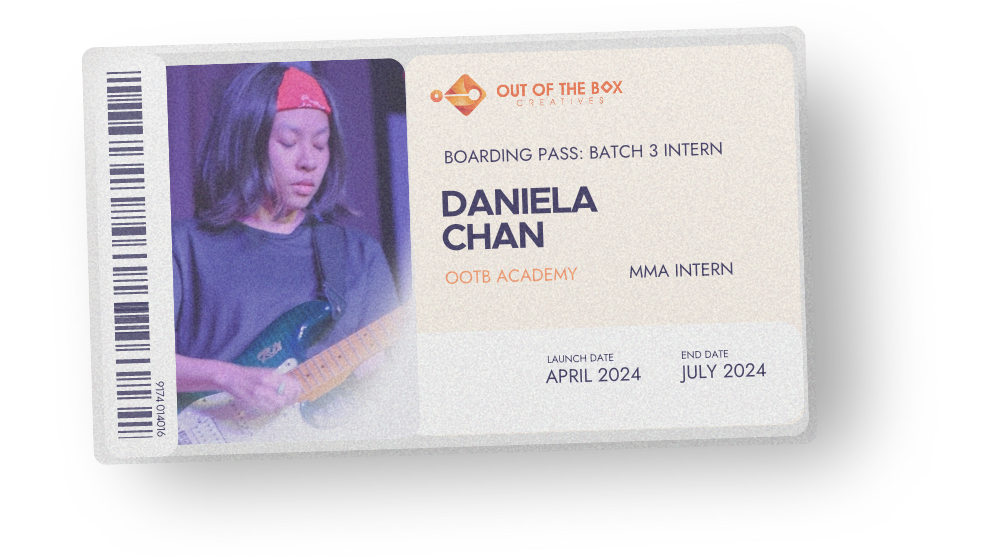 OUT OF THE BOX
CREATIVES
BOARDING PASS: BATCH 3 INTERN
DANIELA
CHAN
OOTB ACADEMY MMA INTERN
LAUNCH DATE END DATE
APRIL 2024 JULY 2024
9174 014016